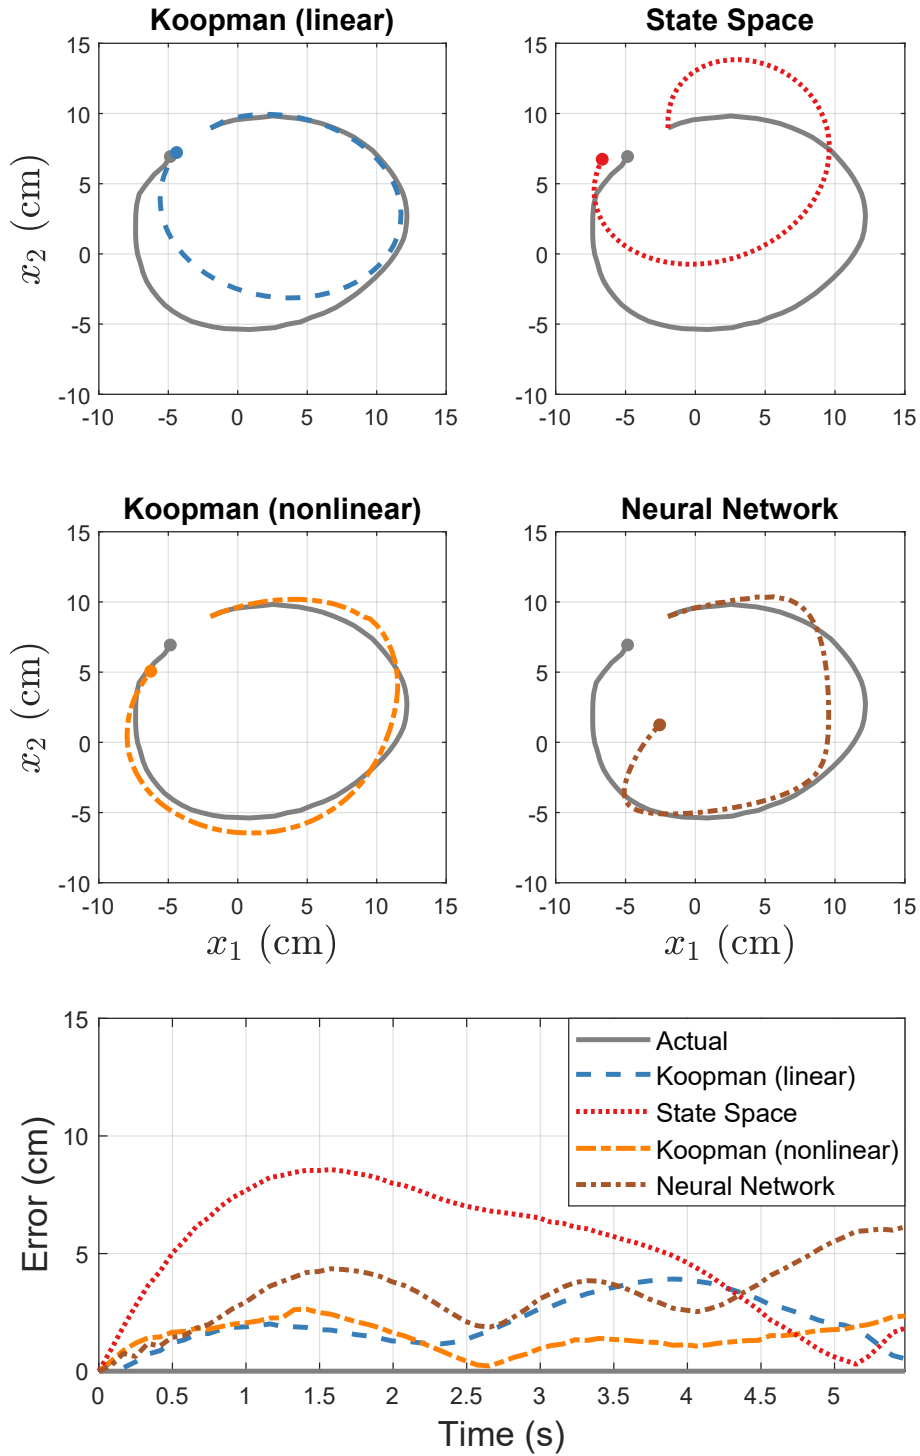 Koopman (linear)
State Space
15
10
5
0
-5
-10
x₂ (cm)
-10 -5 0 5 10 15
15
10
5
0
-5
-10
-10 -5 0 5 10 15
Koopman (nonlinear)
Neural Network
15
10
5
0
-5
-10
x₂ (cm)
-10 -5 0 5 10 15
x₁ (cm)
15
10
5
0
-5
-10
-10 -5 0 5 10 15
x₁ (cm)
15
10
5
0
Error (cm)
Actual
Koopman (linear)
State Space
Koopman (nonlinear)
Neural Network
0 0.5 1 1.5 2 2.5 3 3.5 4 4.5 5
Time (s)